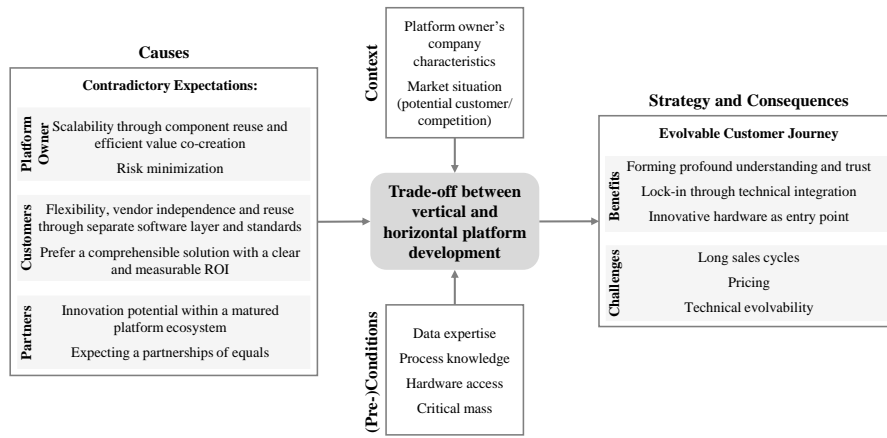 Causes
Contradictory Expectations:
Platform
Owner
Scalability through component reuse and
efficient value co-creation
Risk minimization
Customers
Flexibility, vendor independence and reuse
through separate software layer and standards
Prefer a comprehensible solution with a clear
and measurable ROI
Partners
Innovation potential within a matured
platform ecosystem
Expecting a partnerships of equals
Context
Platform owner's
company
characteristics
Market situation
(potential customer/
competition)
Trade-off between
vertical and
horizontal platform
development
(Pre-)Conditions
Data expertise
Process knowledge
Hardware access
Critical mass
Strategy and Consequences
Evolvable Customer Journey
Benefits
Forming profound understanding and trust
Lock-in through technical integration
Innovative hardware as entry point
Challenges
Long sales cycles
Pricing
Technical evolvability